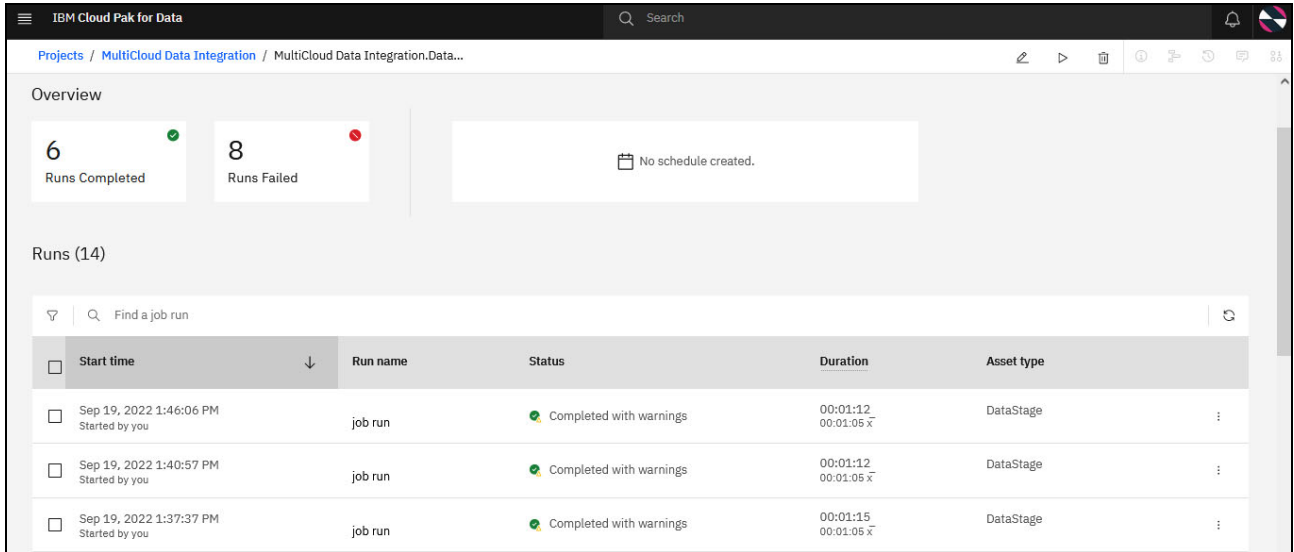 IBM Cloud Pak for Data
Search
Projects / MultiCloud Data Integration / MultiCloud Data Integration.Data...
Overview
6
Runs Completed
8
Runs Failed
No schedule created.
Runs (14)
Find a job run
Start time Run name Status Duration Asset type
Sep 19, 2022 1:46:06 PM
Started by you
job run
Completed with warnings
00:01:12
00:01:05 x̅
DataStage
Sep 19, 2022 1:40:57 PM
Started by you
job run
Completed with warnings
00:01:12
00:01:05 x̅
DataStage
Sep 19, 2022 1:37:37 PM
Started by you
job run
Completed with warnings
00:01:15
00:01:05 x̅
DataStage